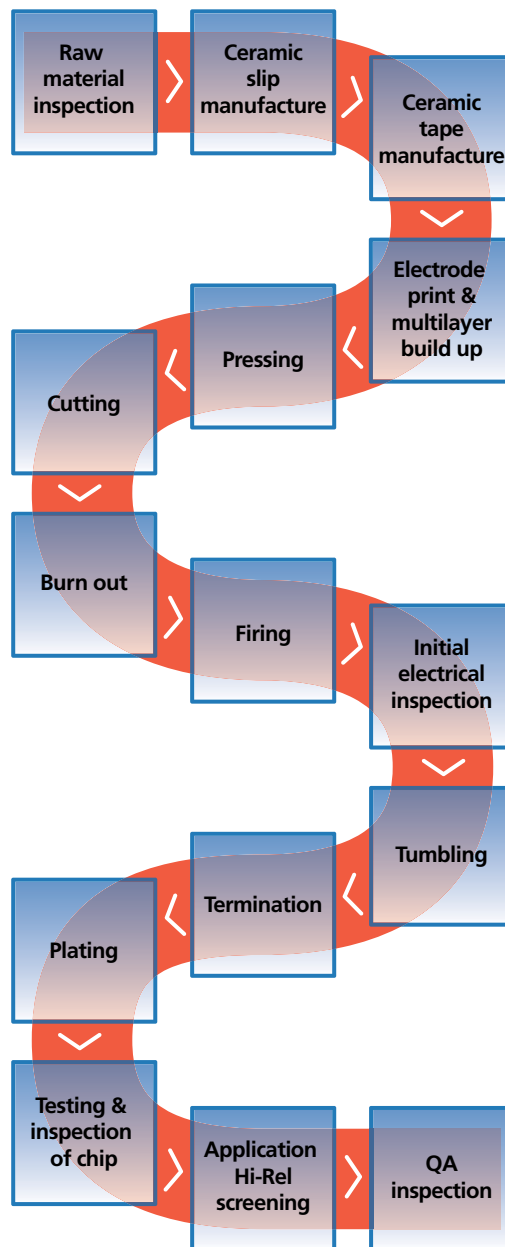 Raw
material
inspection
Ceramic
slip
manufacture
Ceramic
tape
manufacture
Electrode
print &
multilayer
build up
Pressing
Cutting
Burn out
Firing
Initial
electrical
inspection
Tumbling
Termination
Plating
Testing &
inspection
of chip
Application
Hi-Rel
screening
QA
inspection